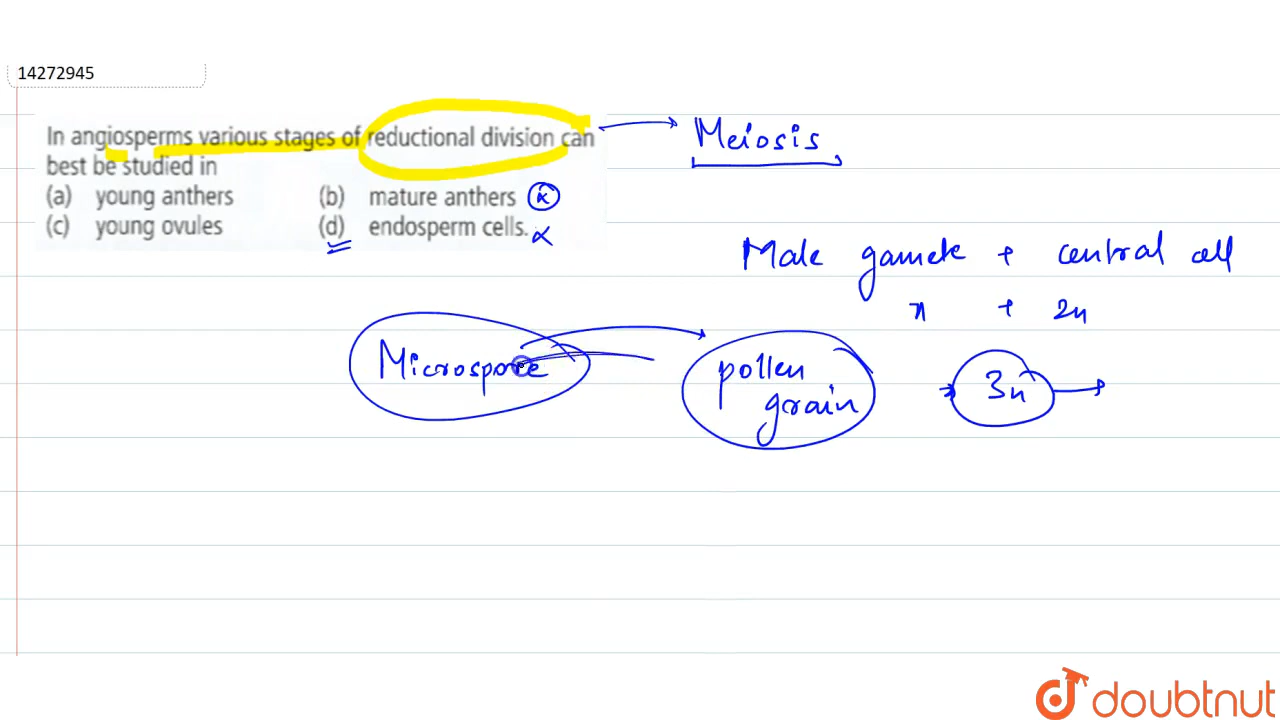 14272945
In angiosperms various stages of reductional division can
best be studied in
(a) young anthers (b) mature anthers x
(c) young ovules (d) endosperm cells. x
Meiosis
Male gamete + central cell
n + 2n
Microspore pollen
grain
3n
doubtnut